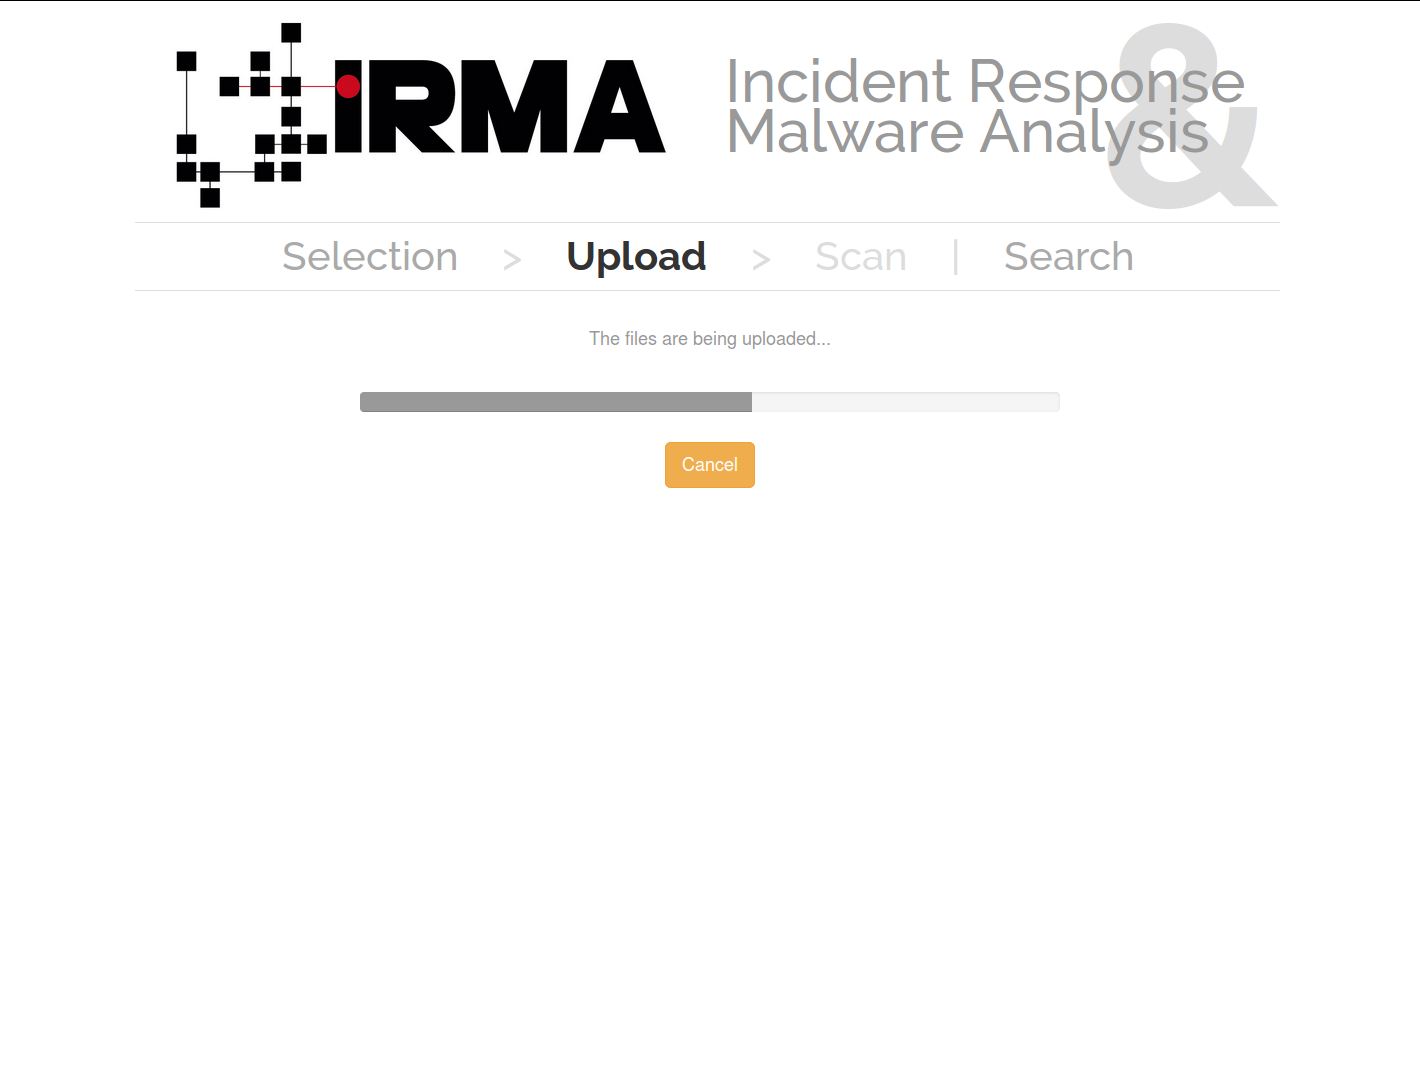 IRMA
Incident Response
& Malware Analysis
Selection > Upload > Scan | Search
The files are being uploaded...
Cancel